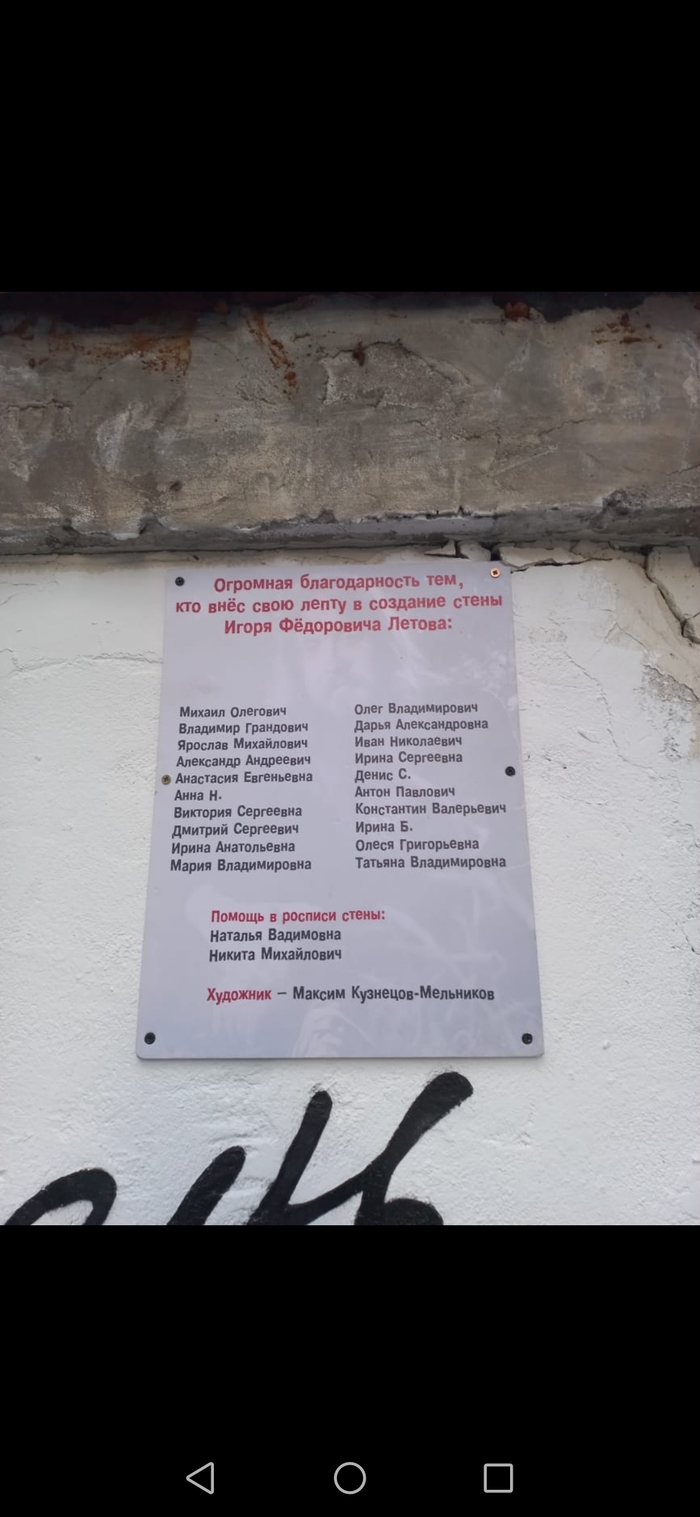 Огромная благодарность тем,
кто внёс свою лепту в создание стены
Игоря Фёдоровича Летова:
Михаил Олегович
Владимир Грандович
Ярослав Михайлович
Александр Андреевич
Анастасия Евгеньевна
Анна Н.
Виктория Сергеевна
Дмитрий Сергеевич
Ирина Анатольевна
Мария Владимировна
Олег Владимирович
Дарья Александровна
Иван Николаевич
Ирина Сергеевна
Денис С.
Антон Павлович
Константин Валерьевич
Ирина Б.
Олеся Григорьевна
Татьяна Владимировна
Помощь в росписи стены:
Наталья Вадимовна
Никита Михайлович
Художник – Максим Кузнецов-Мельников